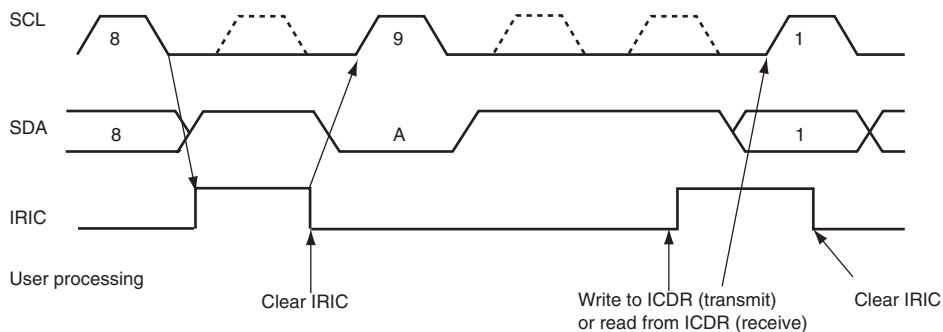 SCL
8
9
1
SDA
8
A
1
IRIC
User processing
Clear IRIC
Write to ICDR (transmit)
or read from ICDR (receive)
Clear IRIC